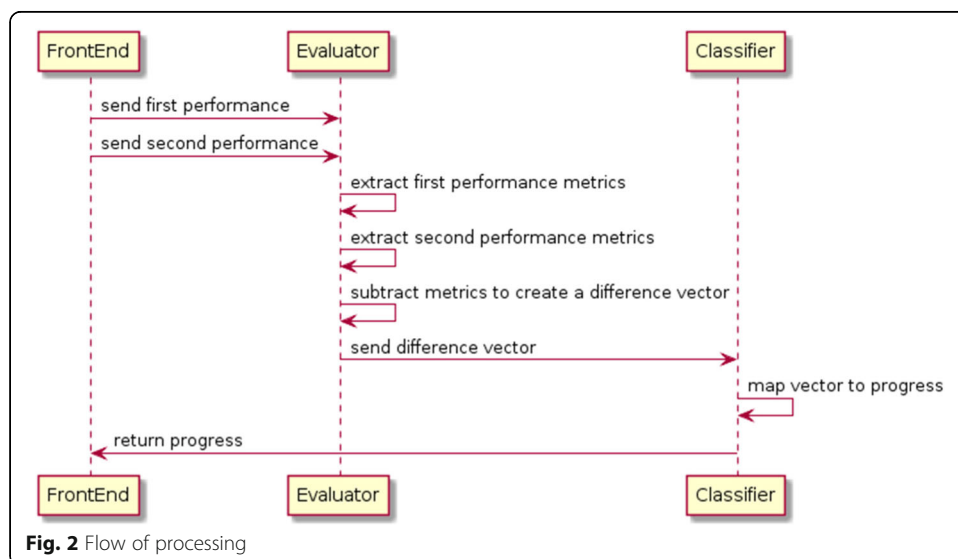 FrontEnd Evaluator Classifier
send first performance
send second performance
extract first performance metrics
extract second performance metrics
subtract metrics to create a difference vector
send difference vector
map vector to progress
return progress
FrontEnd Evaluator Classifier
Fig. 2 Flow of processing